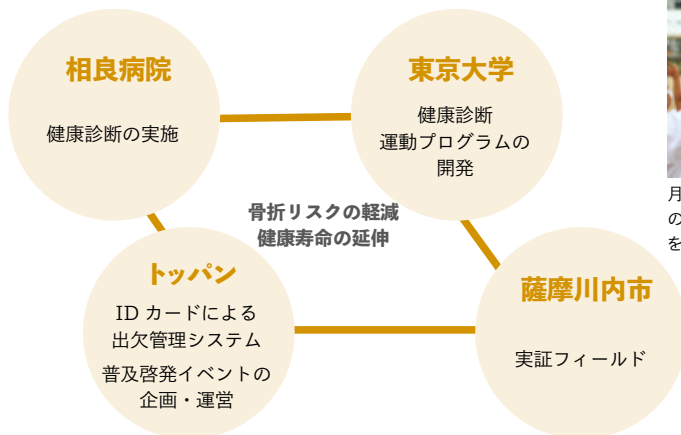 相良病院
健康診断の実施
東京大学
健康診断
運動プログラムの
開発
骨折リスクの軽減
健康寿命の延伸
トッパン
ID カードによる
出欠管理システム
普及啓発イベントの
企画・運営
薩摩川内市
実証フィールド
月
の
を